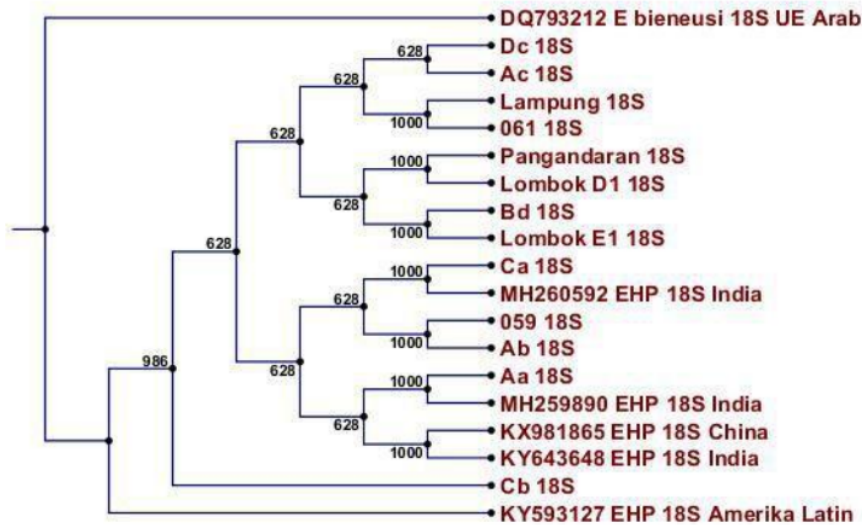 DQ793212 E bieneusi 18S UE Arab
628
Dc 18S
628
Ac 18S
Lampung 18S
628
1000
061 18S
1000
Pangandaran 18S
628
Lombok D1 18S
Bd 18S
628
1000
Lombok E1 18S
1000
Ca 18S
628
MH260592 EHP 18S India
059 18S
986
628
1000
Ab 18S
1000
Aa 18S
628
MH259890 EHP 18S India
KX981865 EHP 18S China
1000
KY643648 EHP 18S India
Cb 18S
KY593127 EHP 18S Amerika Latin